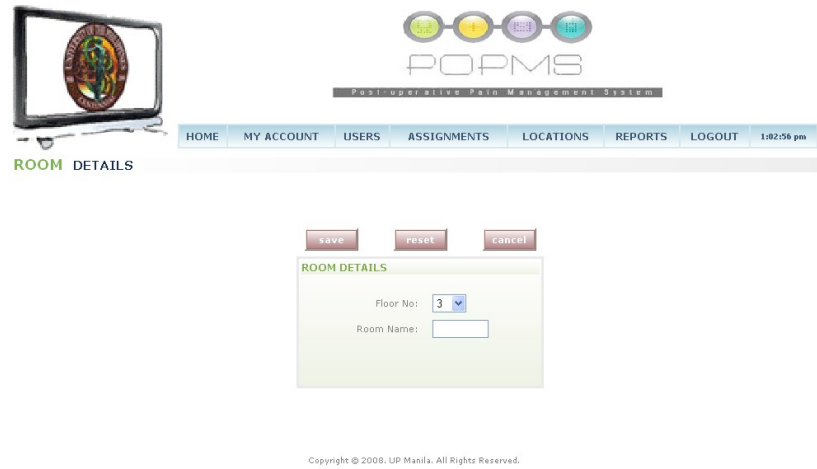 POPMS
Post-operative Pain Management System
HOME MY ACCOUNT USERS ASSIGNMENTS LOCATIONS REPORTS LOGOUT 1:02:56 pm
ROOM DETAILS
save reset cancel
ROOM DETAILS
Floor No: 3
Room Name:
Copyright © 2008. UP Manila. All Rights Reserved.